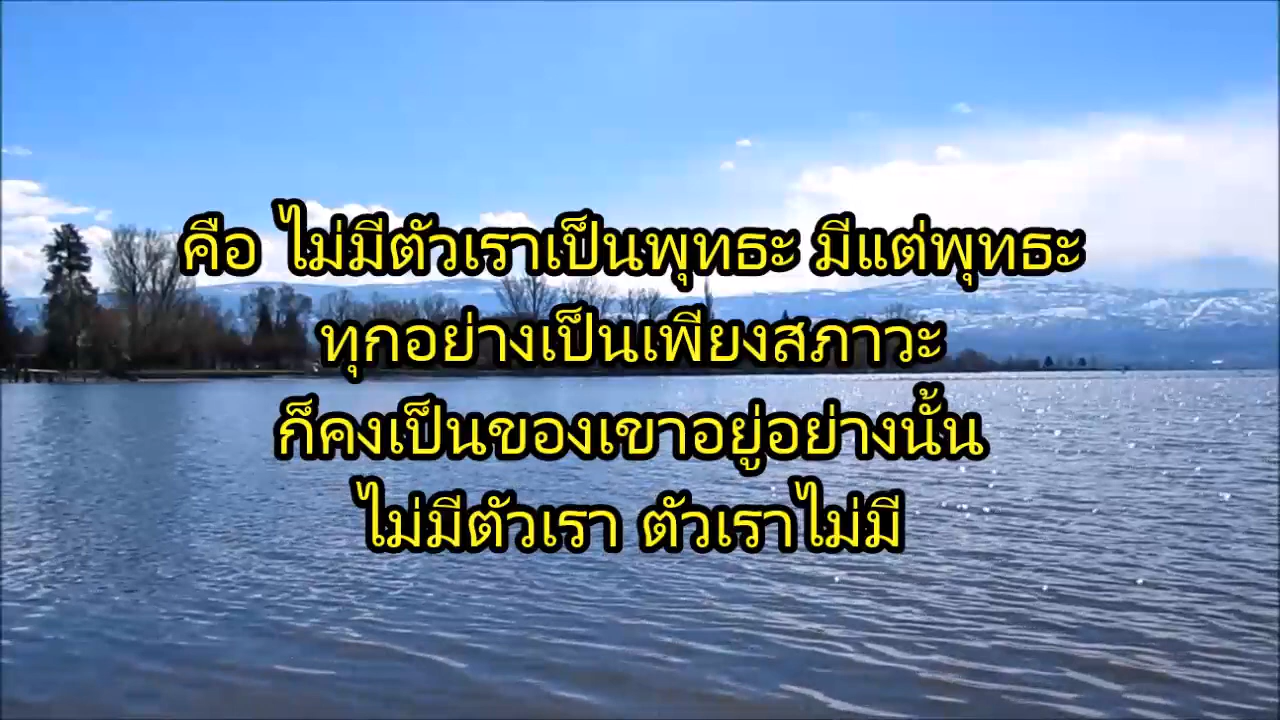 คือ ไม่มีตัวเราเป็นพุทธะ มีแต่พุทธะ
ทุกอย่างเป็นเพียงสภาวะ
ก็คงเป็นของเขาอยู่อย่างนั้น
ไม่มีตัวเรา ตัวเราไม่มี